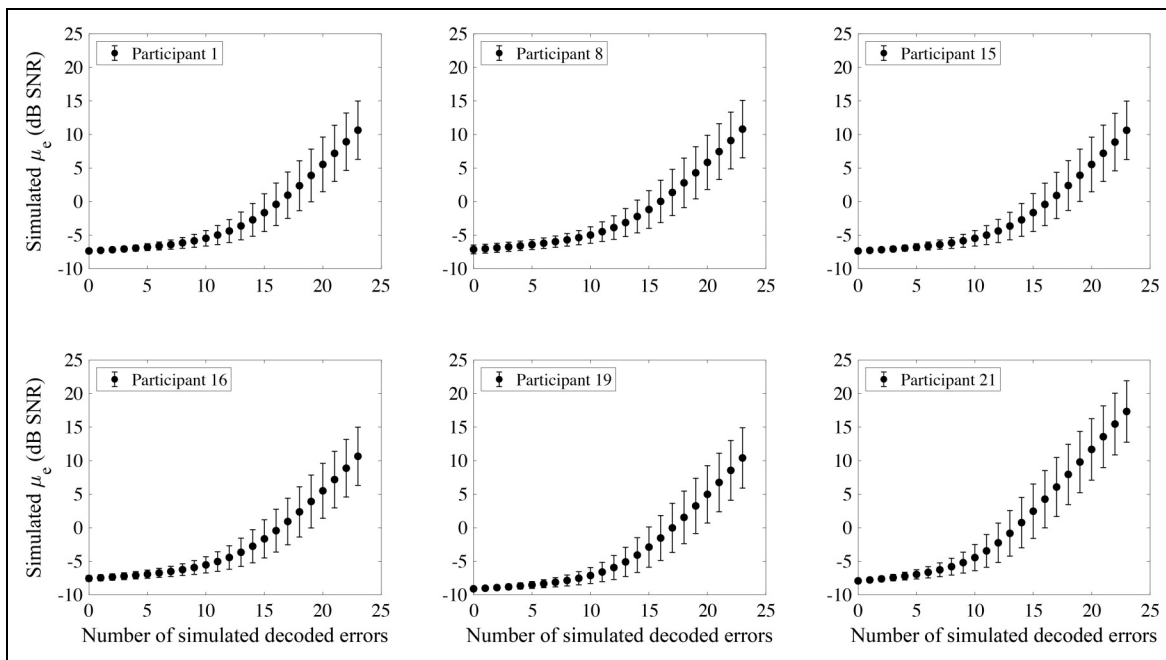 25
20
15
10
5
0
-5
-10
Simulated μe (dB SNR)
Participant 1
0 5 10 15 20 25
25
20
15
10
5
0
-5
-10
Participant 8
0 5 10 15 20 25
25
20
15
10
5
0
-5
-10
Participant 15
0 5 10 15 20 25
25
20
15
10
5
0
-5
-10
Simulated μe (dB SNR)
Participant 16
0 5 10 15 20 25
Number of simulated decoded errors
25
20
15
10
5
0
-5
-10
Participant 19
0 5 10 15 20 25
Number of simulated decoded errors
25
20
15
10
5
0
-5
-10
Participant 21
0 5 10 15 20 25
Number of simulated decoded errors